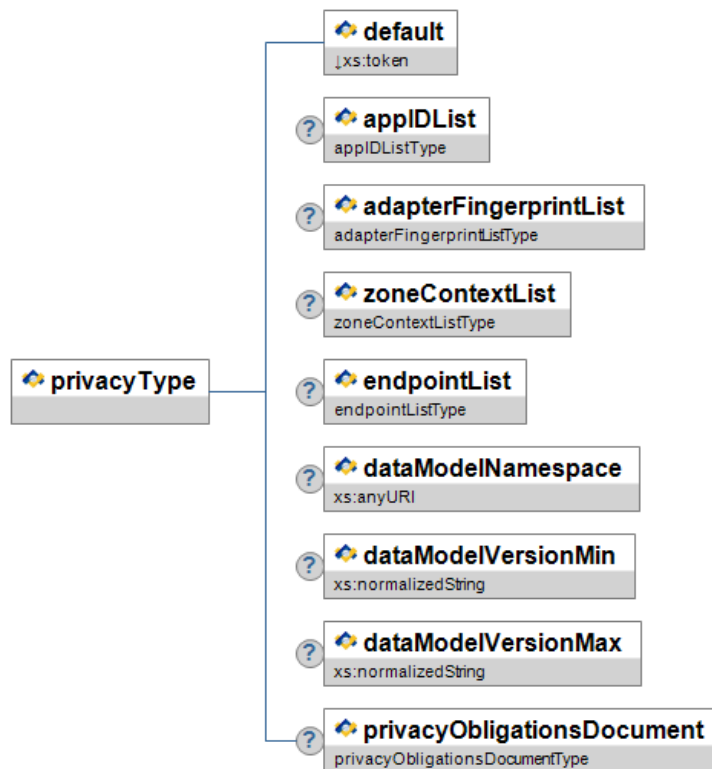 default
↓xs:token
?
appIDList
appIDListType
?
adapterFingerprintList
adapterFingerprintListType
?
zoneContextList
zoneContextListType
privacyType
?
endpointList
endpointListType
?
dataModelNamespace
xs:anyURI
?
dataModelVersionMin
xs:normalizedString
?
dataModelVersionMax
xs:normalizedString
?
privacyObligationsDocument
privacyObligationsDocumentType